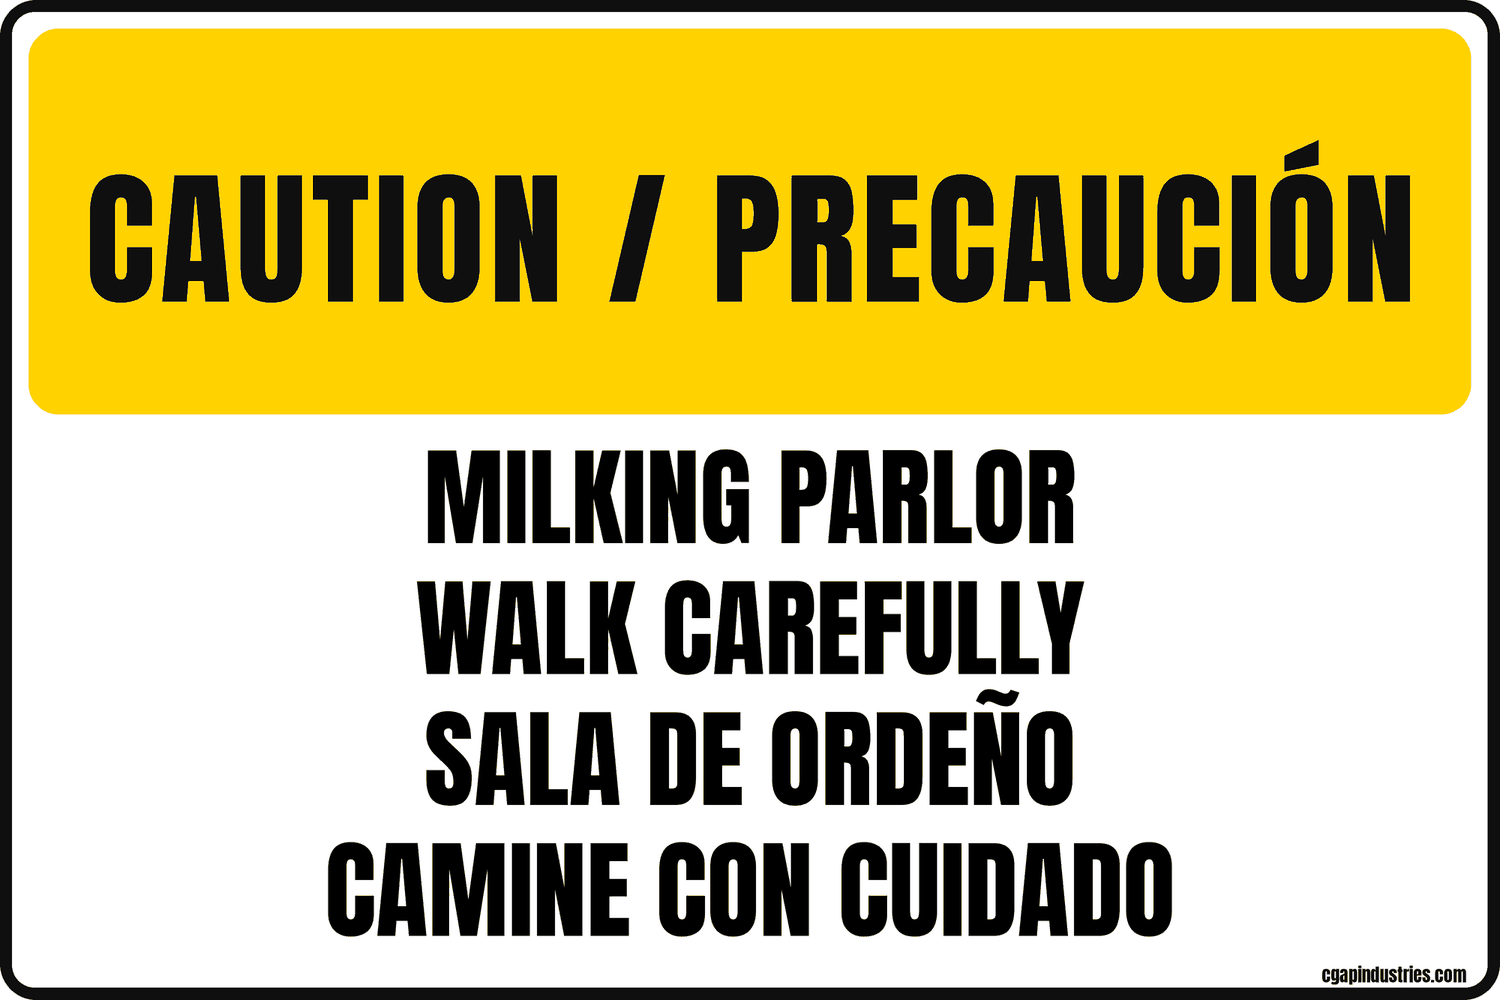 CAUTION / PRECAUCIÓN
MILKING PARLOR
WALK CAREFULLY
SALA DE ORDEÑO
CAMINE CON CUIDADO
cgapindustries.com